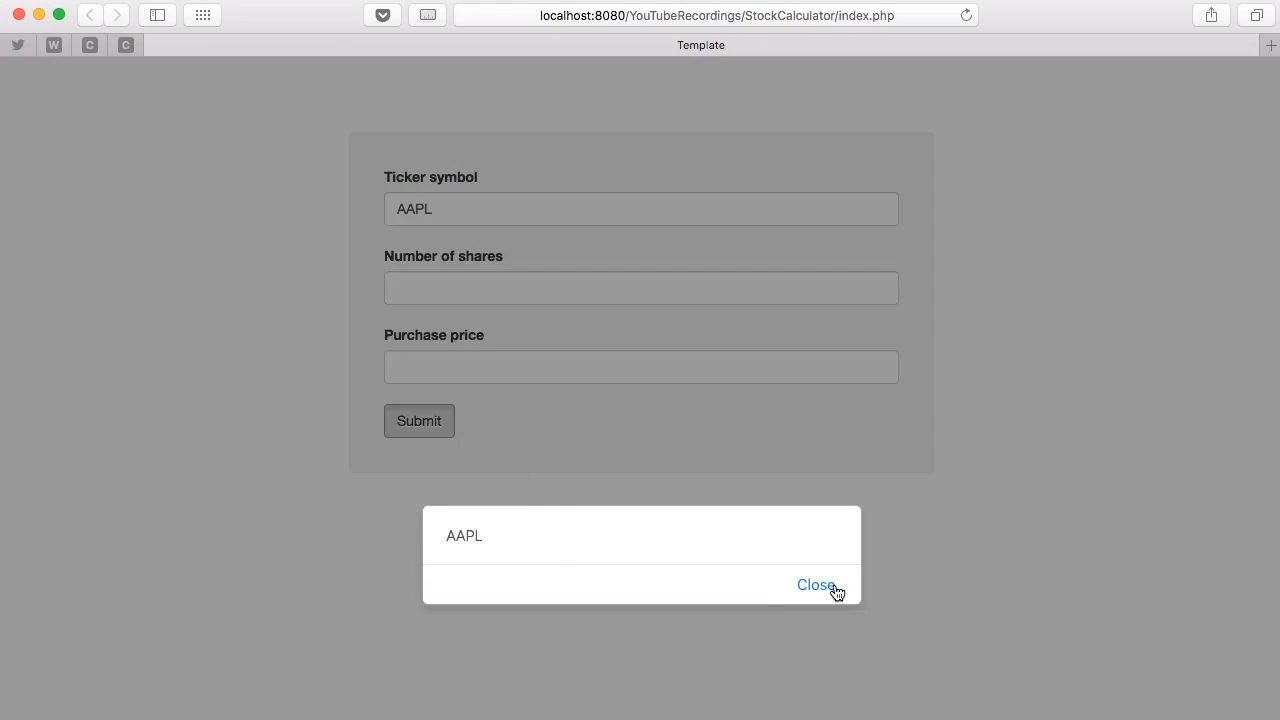 localhost:8080/YouTubeRecordings/StockCalculator/index.php
W C C Template
Ticker symbol
AAPL
Number of shares
Purchase price
Submit
AAPL
Close